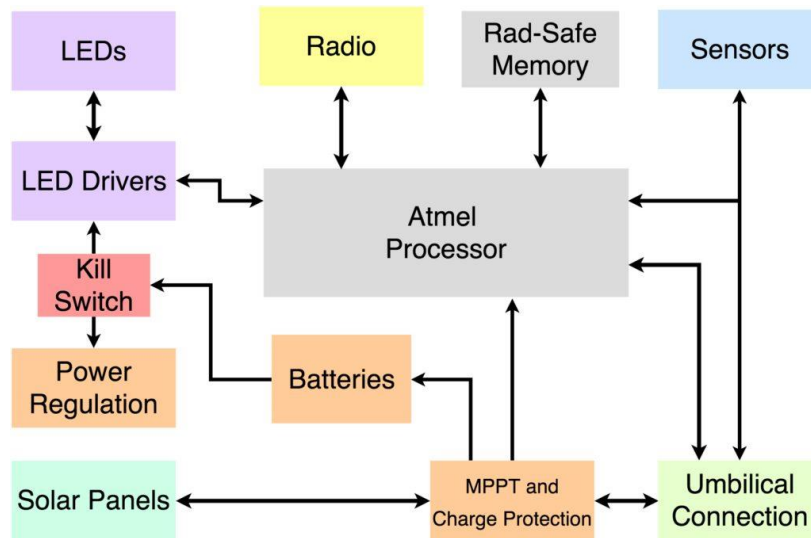 LEDs
Radio
Rad-Safe
Memory
Sensors
LED Drivers
Atmel
Processor
Kill
Switch
Power
Regulation
Batteries
Solar Panels
MPPT and
Charge Protection
Umbilical
Connection